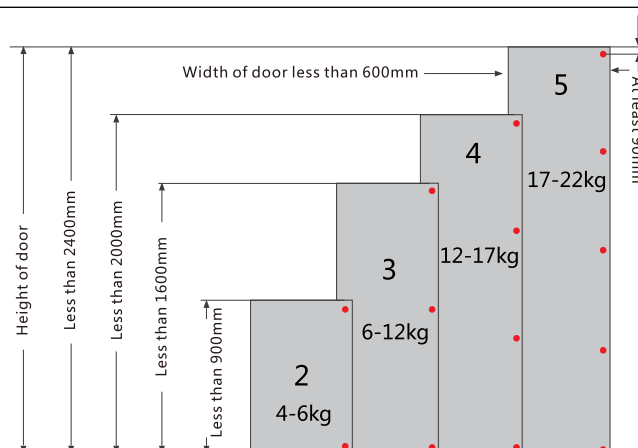 Width of door less than 600mm
5
At least 90mm
4
17-22kg
12-17kg
3
6-12kg
2
4-6kg
Height of door
Less than 2400mm
Less than 2000mm
Less than 1600mm
Less than 900mm